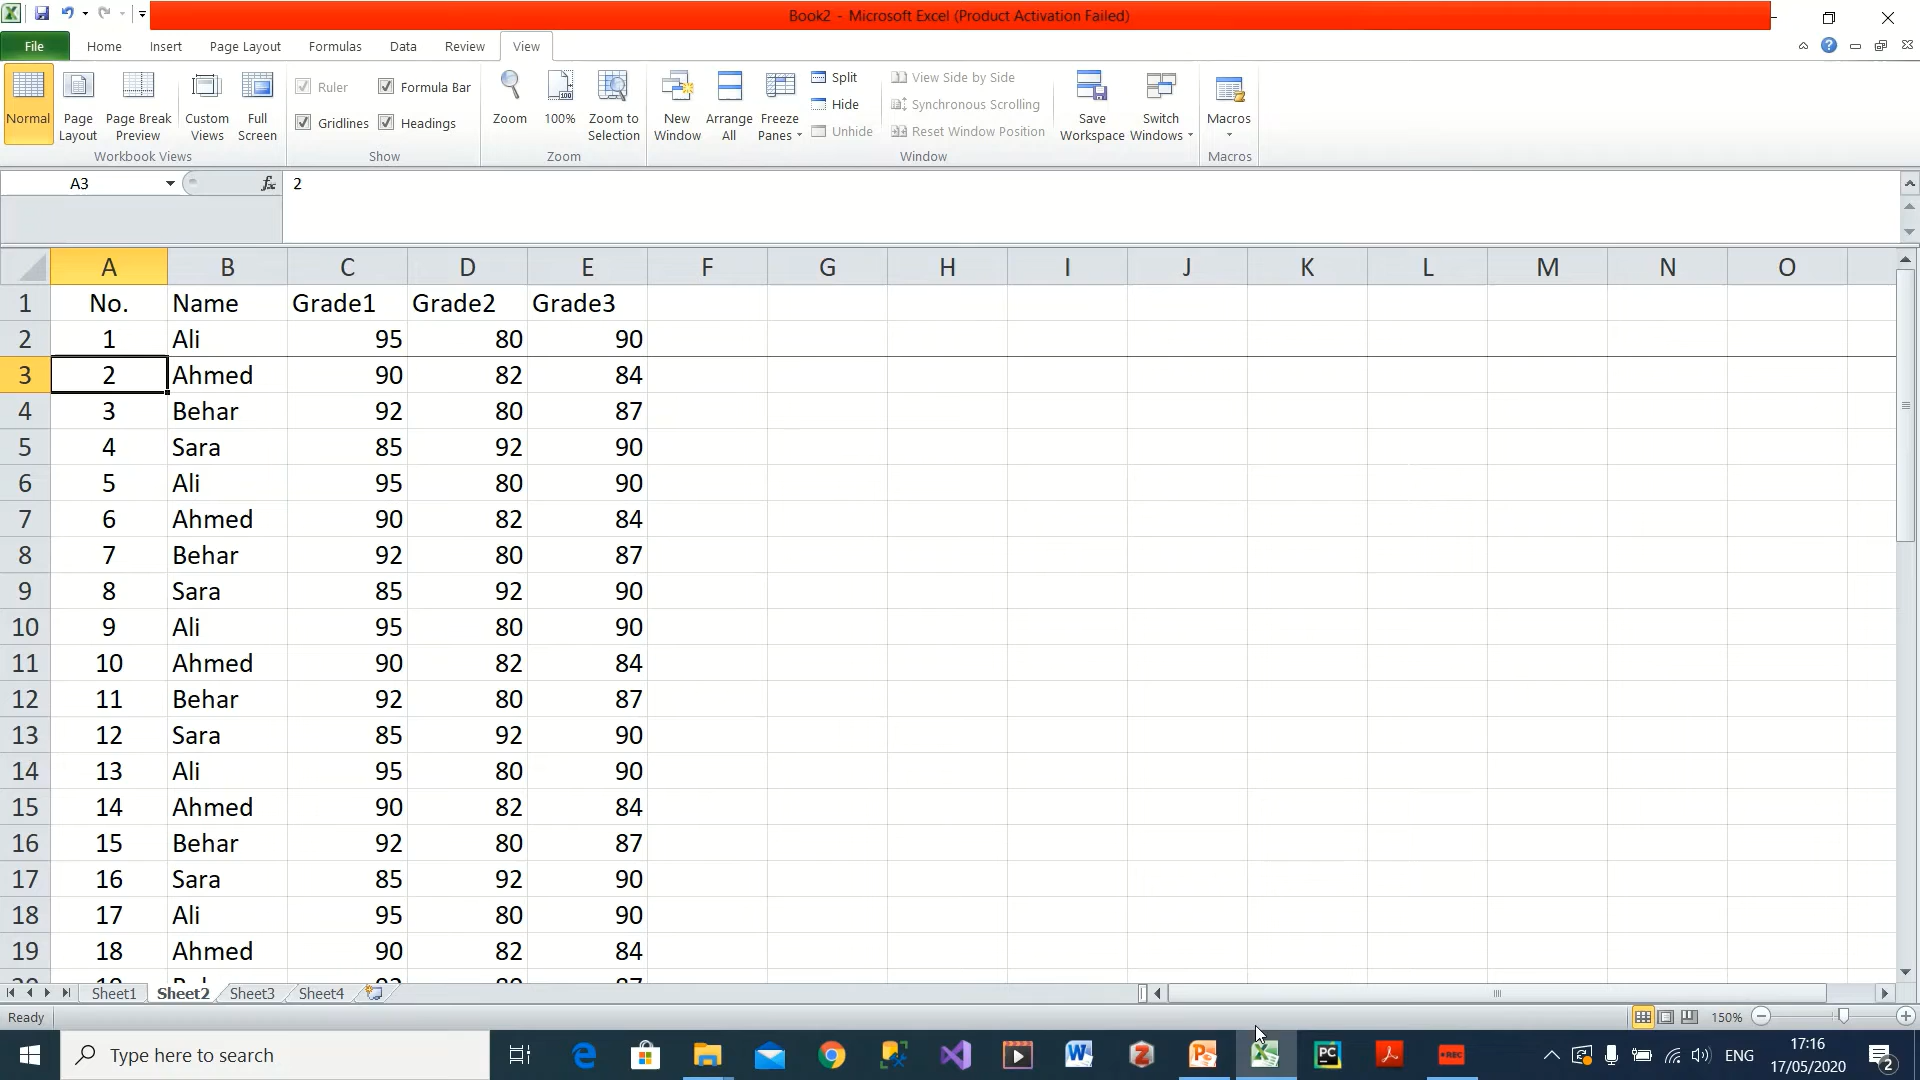 Book2 - Microsoft Excel (Product Activation Failed)
File Home Insert Page Layout Formulas Data Review View
Normal
Page Layout
Page Break Preview
Custom Views
Full Screen
Workbook Views
Ruler
Formula Bar
Gridlines
Headings
Show
Zoom
100%
Zoom to Selection
Zoom
New Window
Arrange All
Freeze Panes
Split
Hide
Unhide
View Side by Side
Synchronous Scrolling
Reset Window Position
Window
Save Workspace
Switch Windows
Macros
Macros
A3 fx 2
A B C D E F G H I J K L M N O
1 No. Name Grade1 Grade2 Grade3
2 1 Ali 95 80 90
3 2 Ahmed 90 82 84
4 3 Behar 92 80 87
5 4 Sara 85 92 90
6 5 Ali 95 80 90
7 6 Ahmed 90 82 84
8 7 Behar 92 80 87
9 8 Sara 85 92 90
10 9 Ali 95 80 90
11 10 Ahmed 90 82 84
12 11 Behar 92 80 87
13 12 Sara 85 92 90
14 13 Ali 95 80 90
15 14 Ahmed 90 82 84
16 15 Behar 92 80 87
17 16 Sara 85 92 90
18 17 Ali 95 80 90
19 18 Ahmed 90 82 84
Sheet1 Sheet2 Sheet3 Sheet4
Ready 150%
Type here to search
ENG
17:16
17/05/2020
2